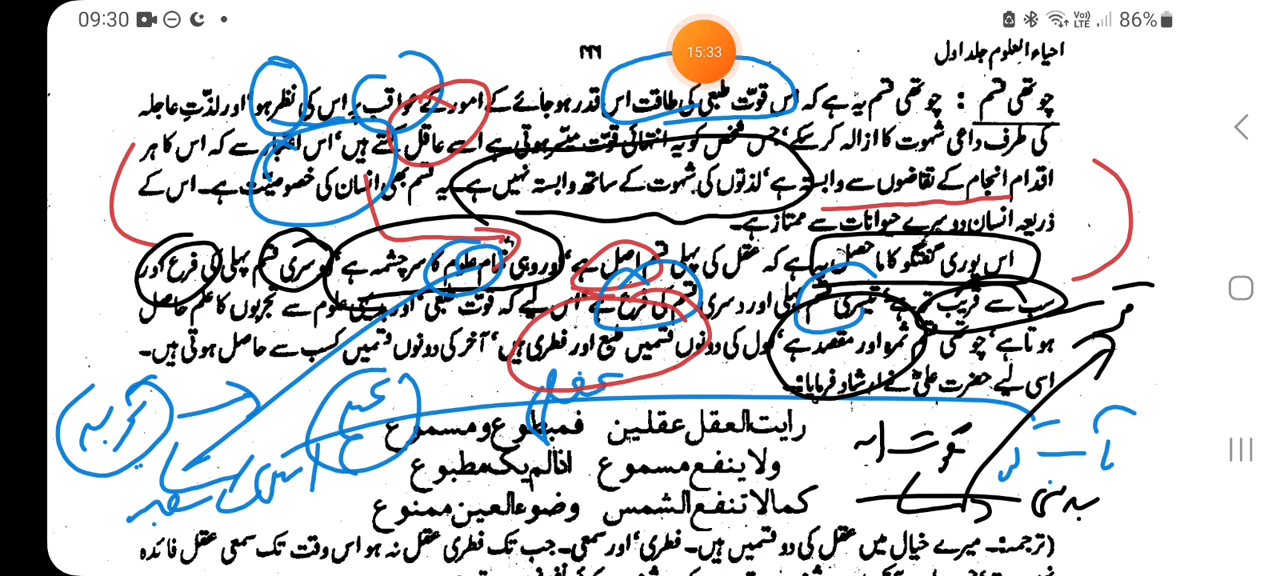 09:30
15:33
Vo) LTE
86%
احیاء العلوم جلد اول
۲۲۲
چوتھی قسم : چوتھی قسم یہ ہے کہ اس قوت طبعی کی طاقت اس قدر ہو جائے کے امور کے عواقب پر اس کی نظر ہو' اور لذتِ عاجلہ
کی طرف داعی شہوت کا ازالہ کر سکے' جس شخص کو یہ انتہائی قوت میسر ہوتی ہے اسے عاقل کہتے ہیں' اس اعتبار سے کہ اس کا ہر
اقدام انجام کے تقاضوں سے وابستہ ہے' لذتوں کی شہوت کے ساتھ وابستہ نہیں ہے۔ یہ قسم بھی انسان کی خصوصیت ہے۔ اس کے
ذریعہ انسان دوسرے حیوانات سے ممتاز ہے۔
اس پوری گفتگو کا ماحصل یہ ہے کہ عقل کی پہلی قسم اصل ہے' اور وہی تمام علوم کا سرچشمہ ہے' دوسری قسم پہلی کی فرع اور
سب سے قریب تر ہے' تیسری قسم پہلی اور دوسری قسم کی فرع ہے' اس لیے کہ قوت طبعی' اور بدیہی علوم سے تجربوں کا علم حاصل
ہوتا ہے' چوتھی ثمرہ اور مقصد ہے' اول کی دونوں قسمیں طبع اور فطری ہیں' آخر کی دونوں قسمیں کسب سے حاصل ہوتی ہیں۔
اسی لیے حضرت علیؓ نے ارشاد فرمایا:۔
رایت العقل عقلین فمطبوع ومسموع
ولا ینفع مسموع اذا لم یک مطبوع
کما لا تنفع الشمس وضوء العین ممنوع
(ترجمہ:۔ میرے خیال میں عقل کی دو قسمیں ہیں۔ فطری' اور سمعی۔ جب تک فطری عقل نہ ہو اس وقت تک سمعی عقل فائدہ